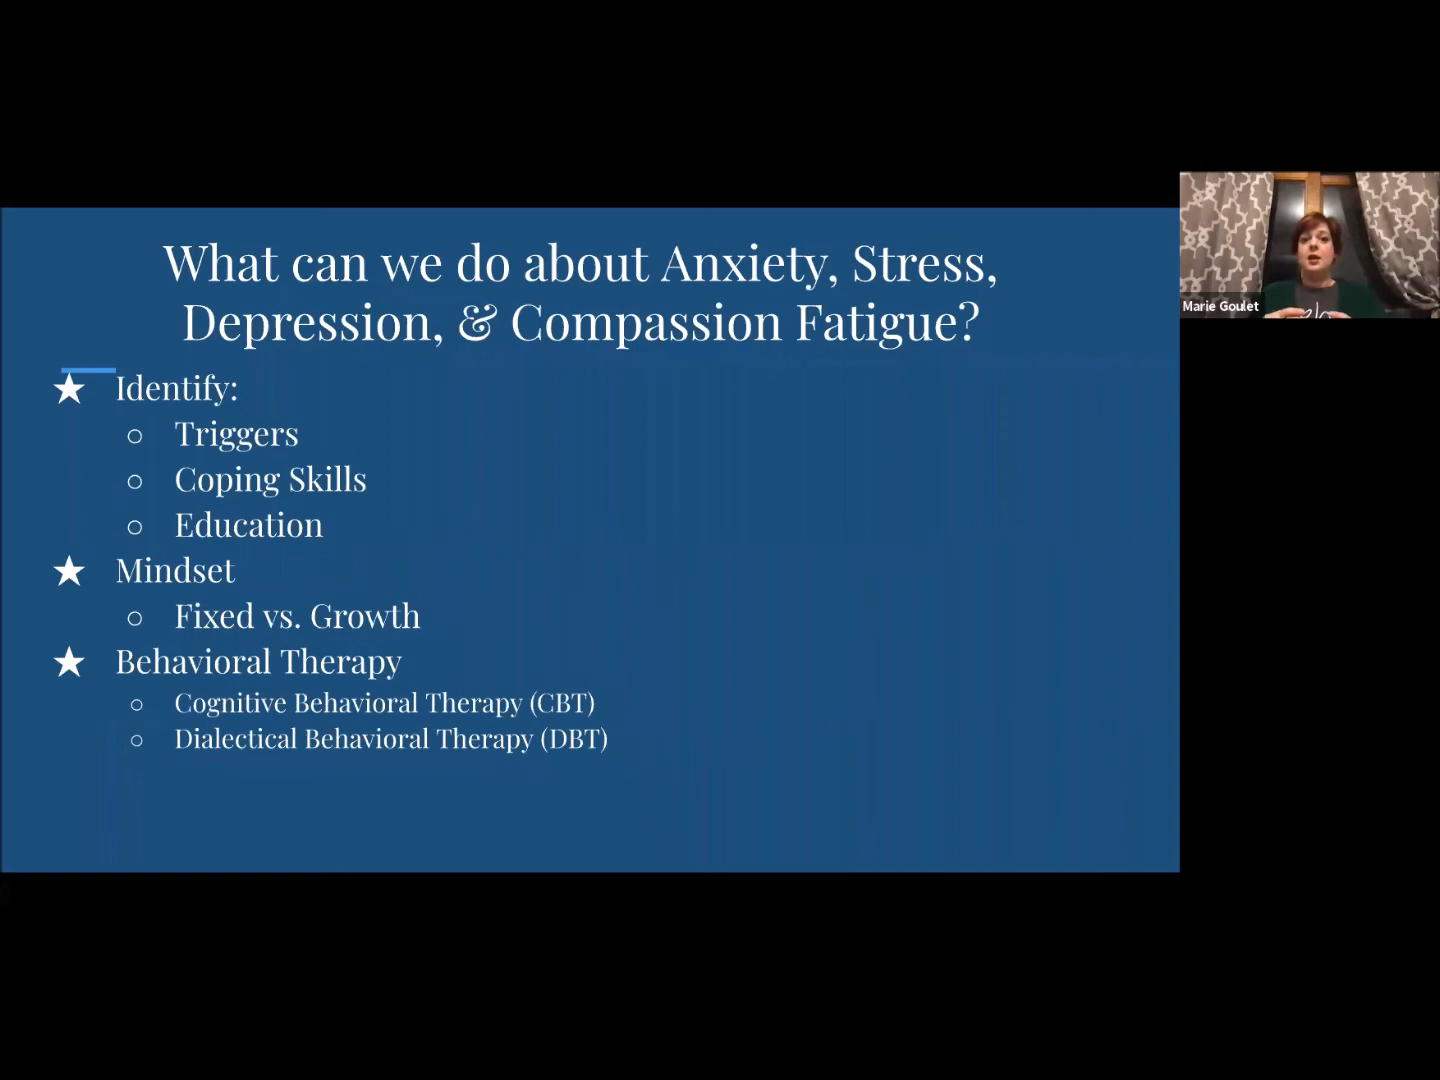 What can we do about Anxiety, Stress,
Depression, & Compassion Fatigue?
★ Identify:
○ Triggers
○ Coping Skills
○ Education
★ Mindset
○ Fixed vs. Growth
★ Behavioral Therapy
○ Cognitive Behavioral Therapy (CBT)
○ Dialectical Behavioral Therapy (DBT)
Marie Goulet